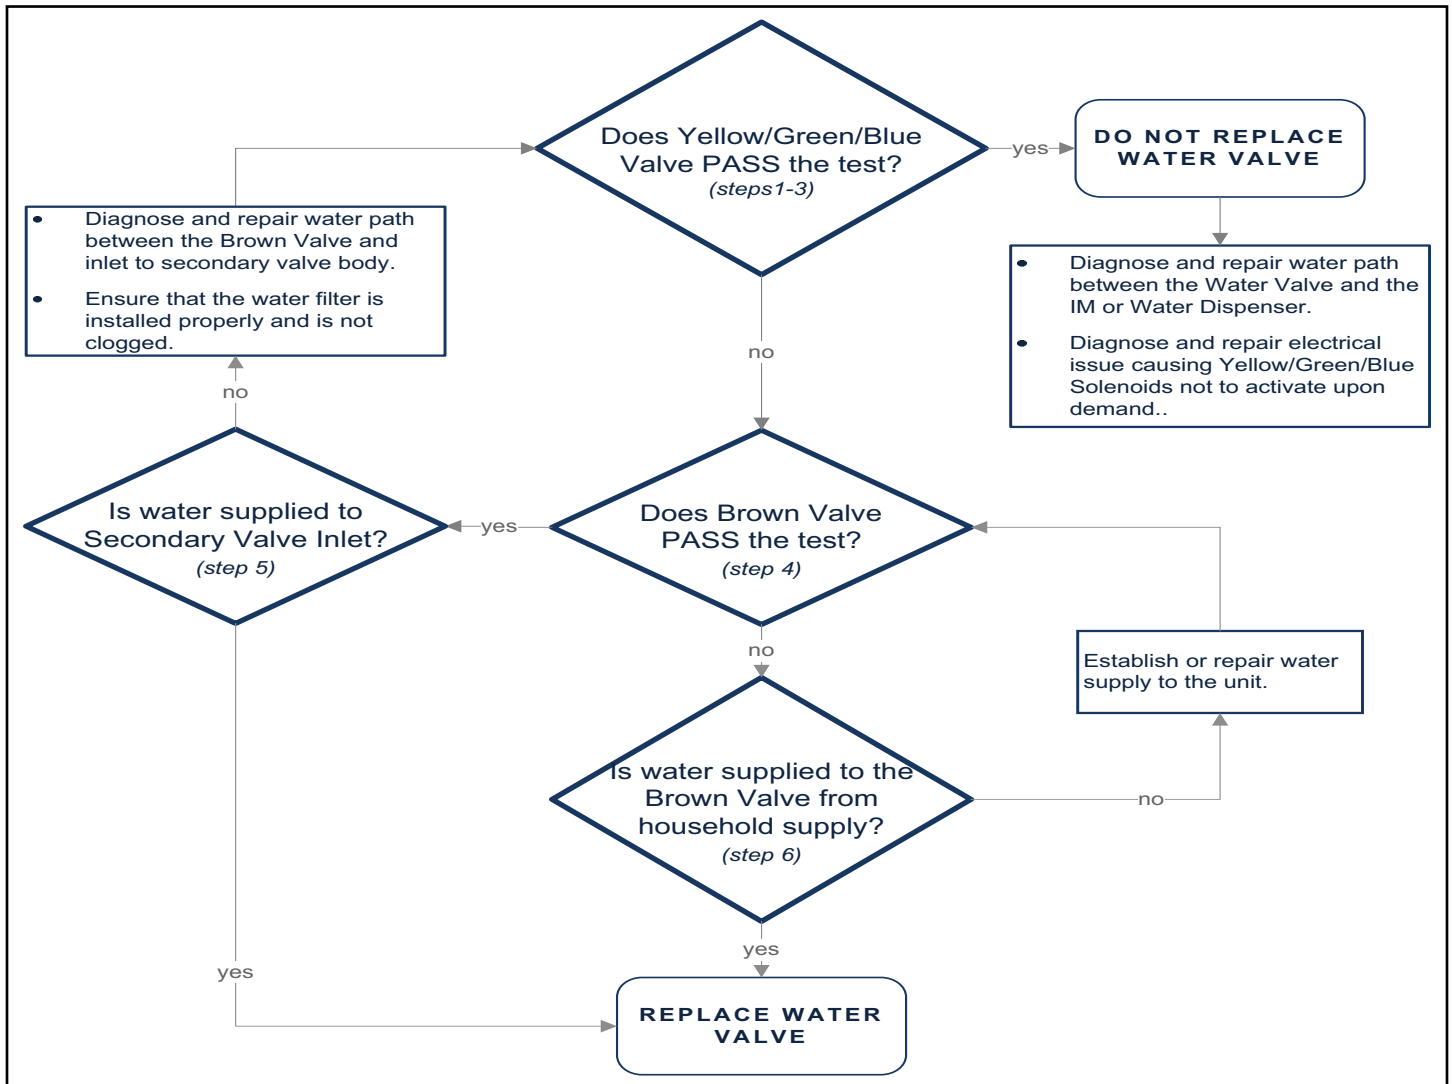 Does Yellow/Green/Blue
Valve PASS the test?
(steps1-3)
yes
DO NOT REPLACE
WATER VALVE
• Diagnose and repair water path
between the Brown Valve and
inlet to secondary valve body.
• Ensure that the water filter is
installed properly and is not
clogged.
• Diagnose and repair water path
between the Water Valve and the
IM or Water Dispenser.
• Diagnose and repair electrical
issue causing Yellow/Green/Blue
Solenoids not to activate upon
demand..
no
no
Is water supplied to
Secondary Valve Inlet?
(step 5)
yes
Does Brown Valve
PASS the test?
(step 4)
no
Establish or repair water
supply to the unit.
Is water supplied to the
Brown Valve from
household supply?
(step 6)
no
yes
yes
REPLACE WATER
VALVE